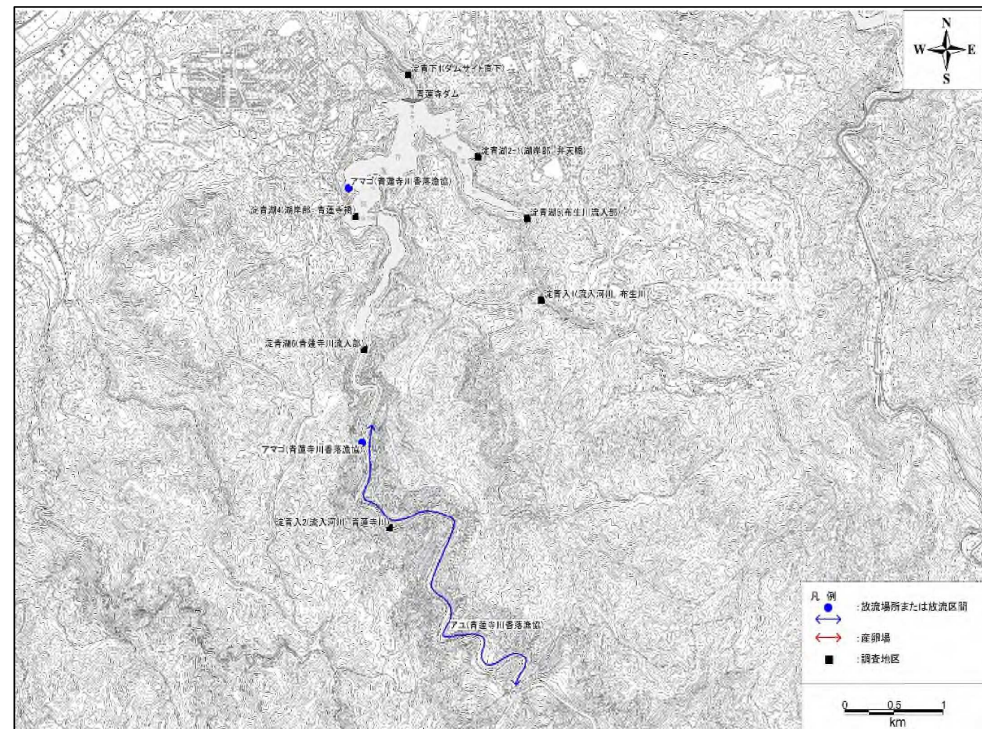 N
W E
S
淀青下1(ダムサイト直下)
青蓮寺ダム
淀青湖2-1(湖岸部 弁天橋)
アマゴ(青蓮寺川香落漁協)
淀青湖4(湖岸部 青蓮寺橋)
淀青湖5(布生川流入部)
淀青入1(流入河川 布生川)
淀青湖6(青蓮寺川流入部)
アマゴ(青蓮寺川香落漁協)
淀青入2(流入河川 青蓮寺川)
アユ(青蓮寺川香落漁協)
凡 例
:放流場所または放流区間
:産卵場
:調査地区
0 0.5 1
km